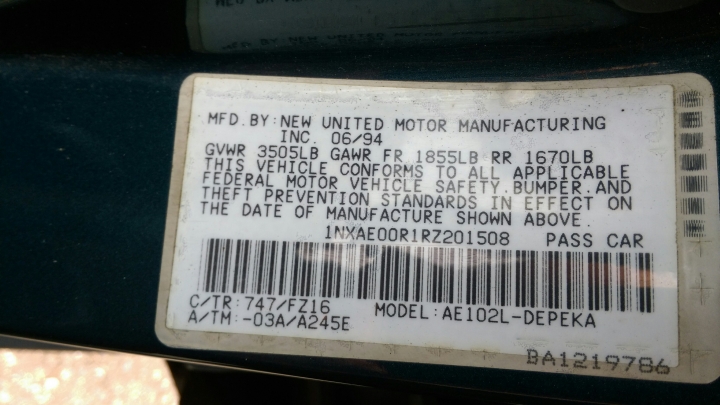 MFD. BY: NEW UNITED MOTOR MANUFACTURING
INC. 06/94
GVWR 3505LB GAWR FR 1855LB RR 1670LB
THIS VEHICLE CONFORMS TO ALL APPLICABLE
FEDERAL MOTOR VEHICLE SAFETY.BUMPER.AND
THEFT PREVENTION STANDARDS IN EFFECT ON
THE DATE OF MANUFACTURE SHOWN ABOVE.
1NXAE00R1RZ201508 PASS CAR
C/TR: 747/FZ16 MODEL: AE102L-DEPEKA
A/TM: -03A/A245E
BA1219786